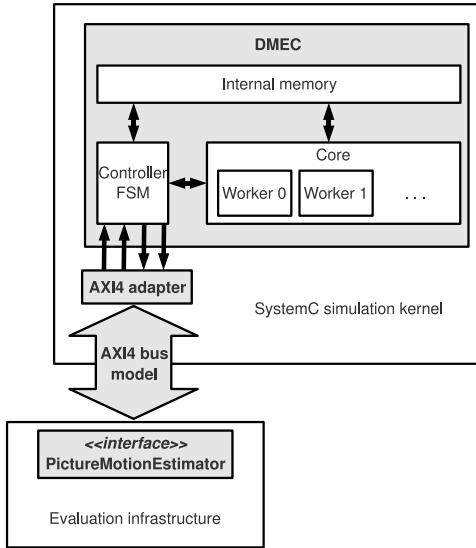 DMEC
Internal memory
Controller
FSM
Core
Worker 0
Worker 1
. . .
AXI4 adapter
SystemC simulation kernel
AXI4 bus
model
<<interface>>
PictureMotionEstimator
Evaluation infrastructure